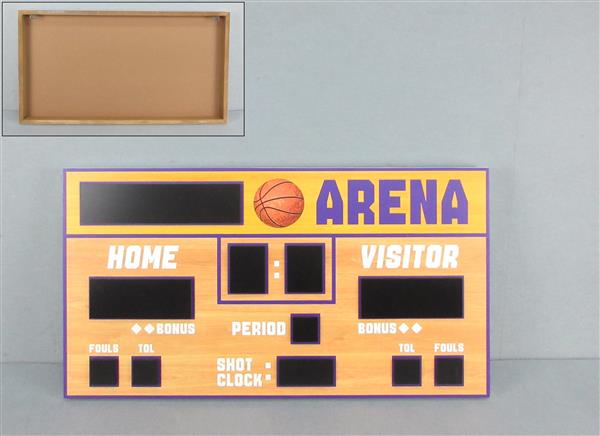 ARENA
HOME VISITOR
:
BONUS PERIOD BONUS
FOULS TOL TOL FOULS
SHOT
CLOCK :